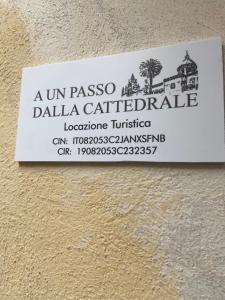 A UN PASSO
DALLA CATTEDRALE
Locazione Turistica
CIN: IT082053C2JANXSFNB
CIR: 19082053C232357